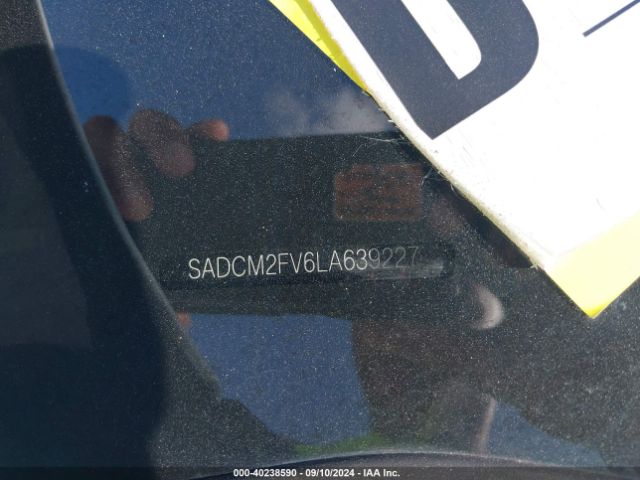 D
SADCM2FV6LA639227
000-40238590 - 09/10/2024 - IAA Inc.